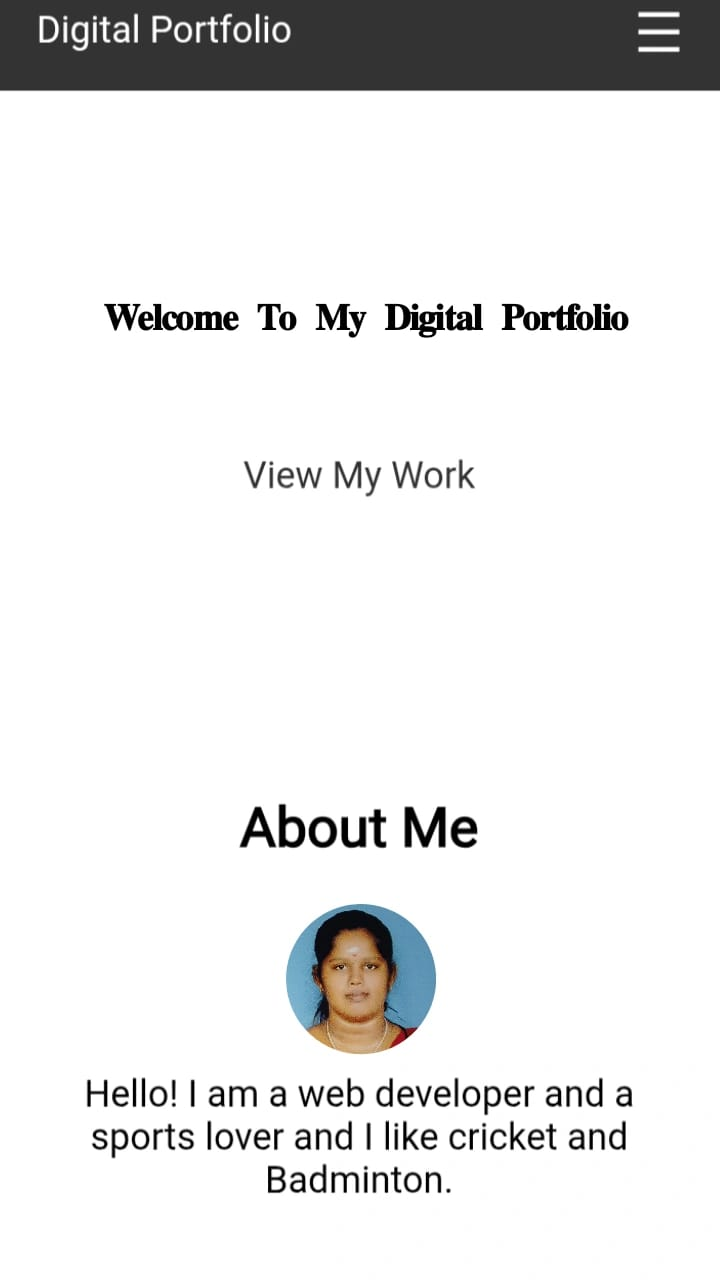 Digital Portfolio
Welcome To My Digital Portfolio
View My Work
About Me
Hello! I am a web developer and a
sports lover and I like cricket and
Badminton.